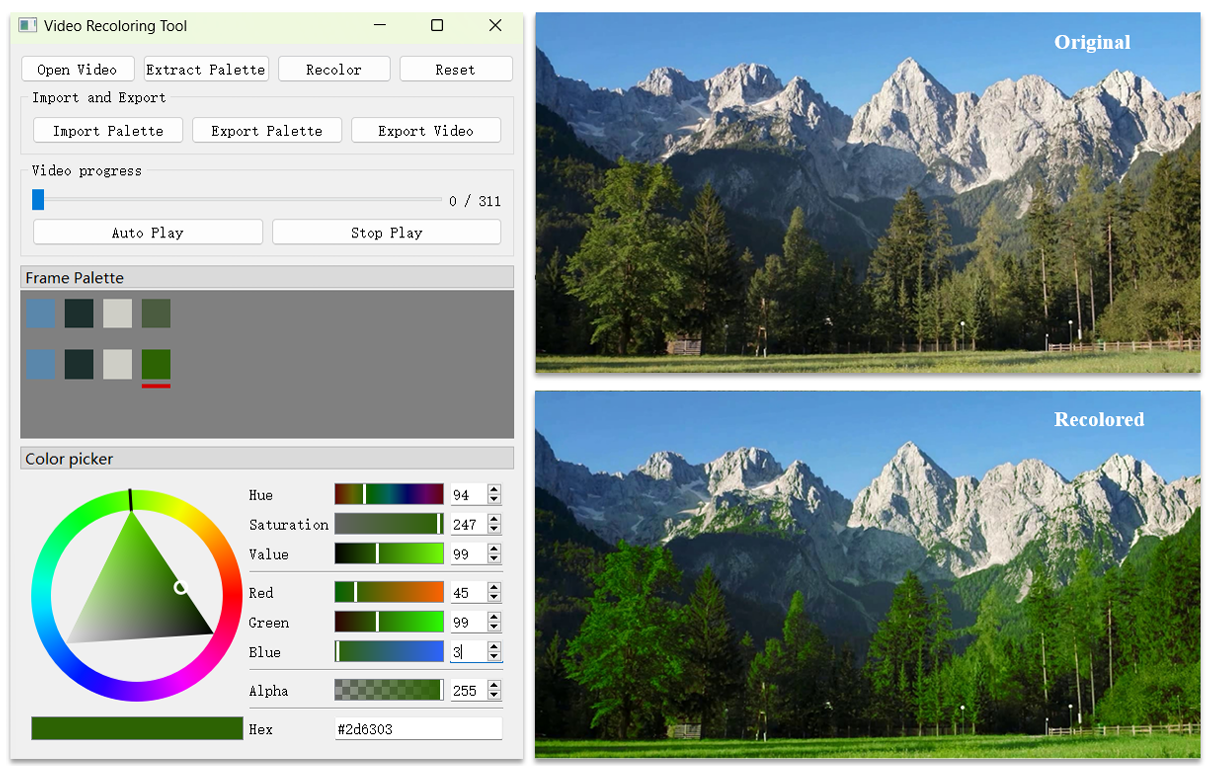 Video Recoloring Tool
Open Video
Extract Palette
Recolor
Reset
Import and Export
Import Palette
Export Palette
Export Video
Video progress
0 / 311
Auto Play
Stop Play
Frame Palette
Color picker
Hue 94
Saturation 247
Value 99
Red 45
Green 99
Blue 3
Alpha 255
Hex #2d6303
Original
Recolored